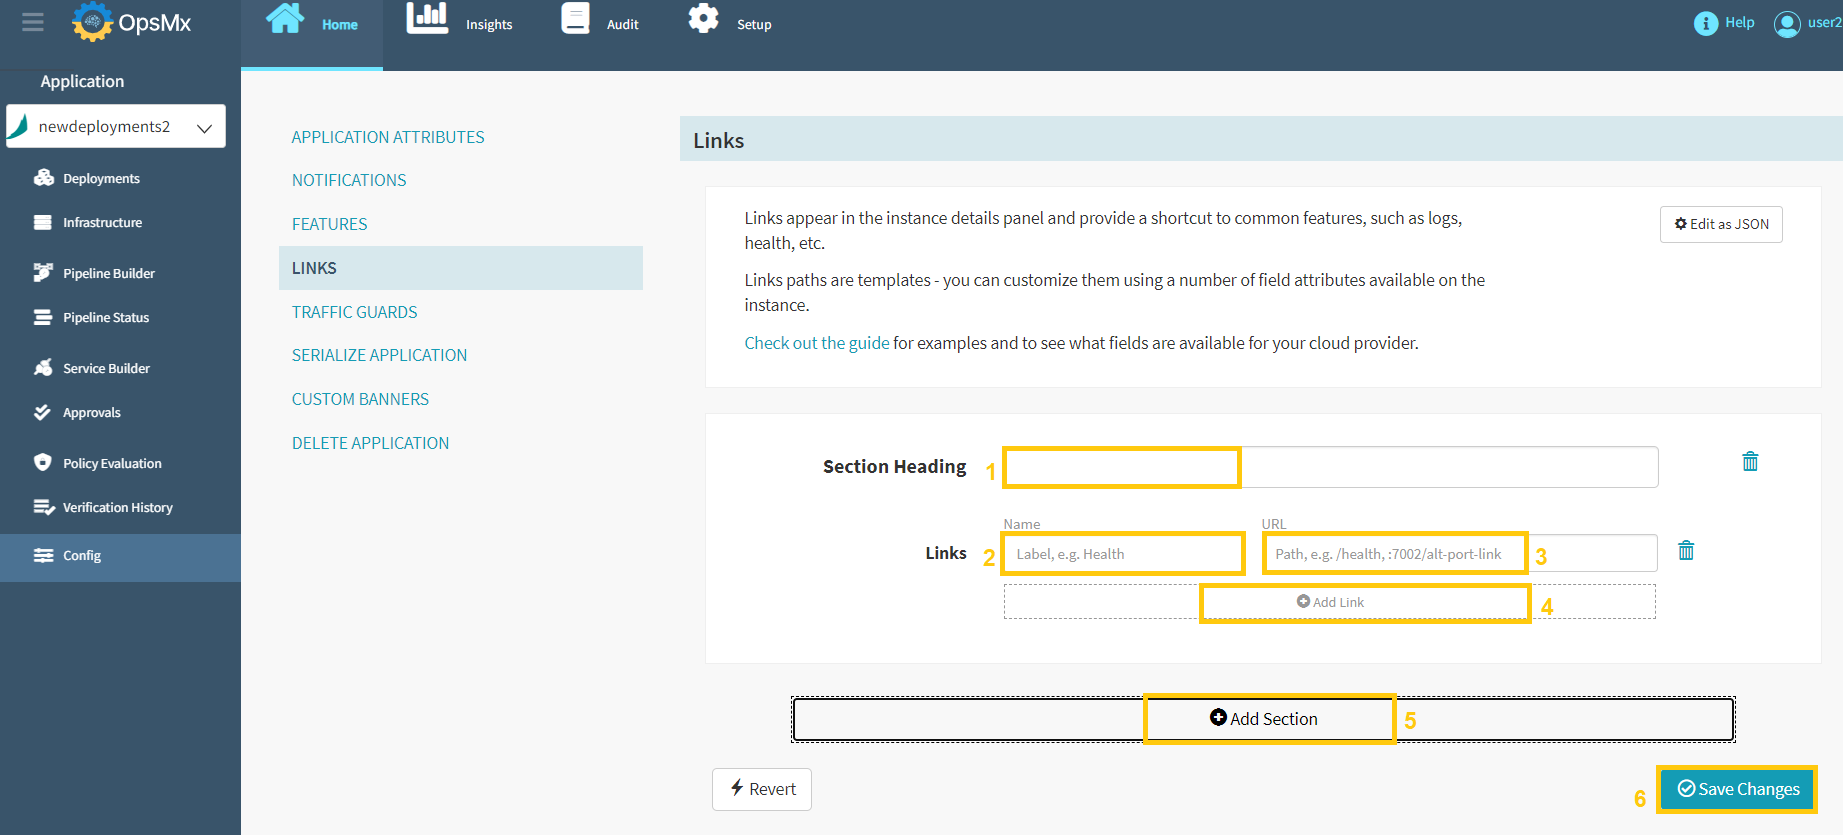 OpsMx
Home
Insights
Audit
Setup
Help
user2
Application
newdeployments2
Deployments
Infrastructure
Pipeline Builder
Pipeline Status
Service Builder
Approvals
Policy Evaluation
Verification History
Config
APPLICATION ATTRIBUTES
NOTIFICATIONS
FEATURES
LINKS
TRAFFIC GUARDS
SERIALIZE APPLICATION
CUSTOM BANNERS
DELETE APPLICATION
Links
Links appear in the instance details panel and provide a shortcut to common features, such as logs,
health, etc.
Edit as JSON
Links paths are templates - you can customize them using a number of field attributes available on the
instance.
Check out the guide for examples and to see what fields are available for your cloud provider.
Section Heading 1
Name URL
Links 2 Label, e.g. Health Path, e.g. /health, :7002/alt-port-link 3
Add Link 4
Add Section 5
Revert
6 Save Changes